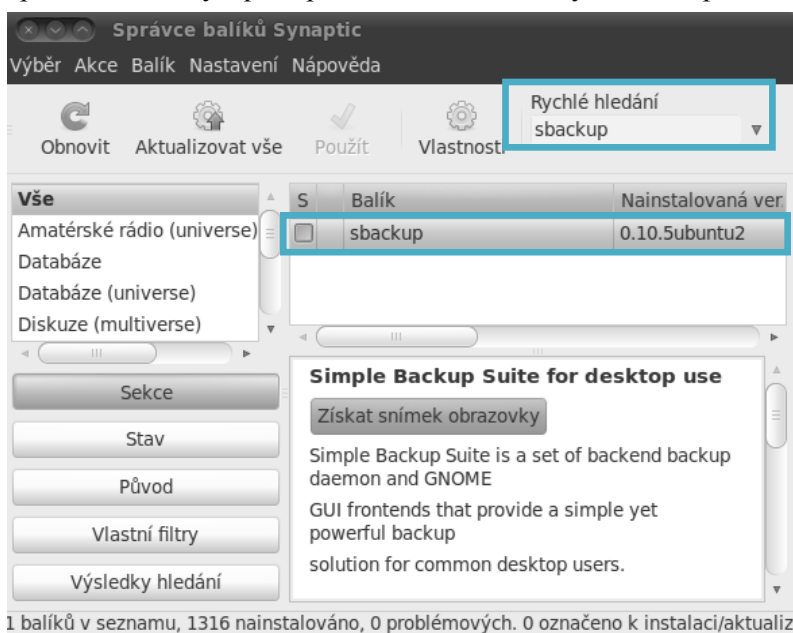 Správce balíků Synaptic
Výběr Akce Balík Nastavení Nápověda
Obnovit Aktualizovat vše Použít Vlastnosti
Rychlé hledání
sbackup
Vše
Amatérské rádio (universe)
Databáze
Databáze (universe)
Diskuze (multiverse)
S Balík Nainstalovaná ver
sbackup 0.10.5ubuntu2
Sekce
Stav
Původ
Vlastní filtry
Výsledky hledání
Simple Backup Suite for desktop use
Získat snímek obrazovky
Simple Backup Suite is a set of backend backup
daemon and GNOME
GUI frontends that provide a simple yet
powerful backup
solution for common desktop users.
1 balíků v seznamu, 1316 nainstalováno, 0 problémových. 0 označeno k instalaci/aktualiz